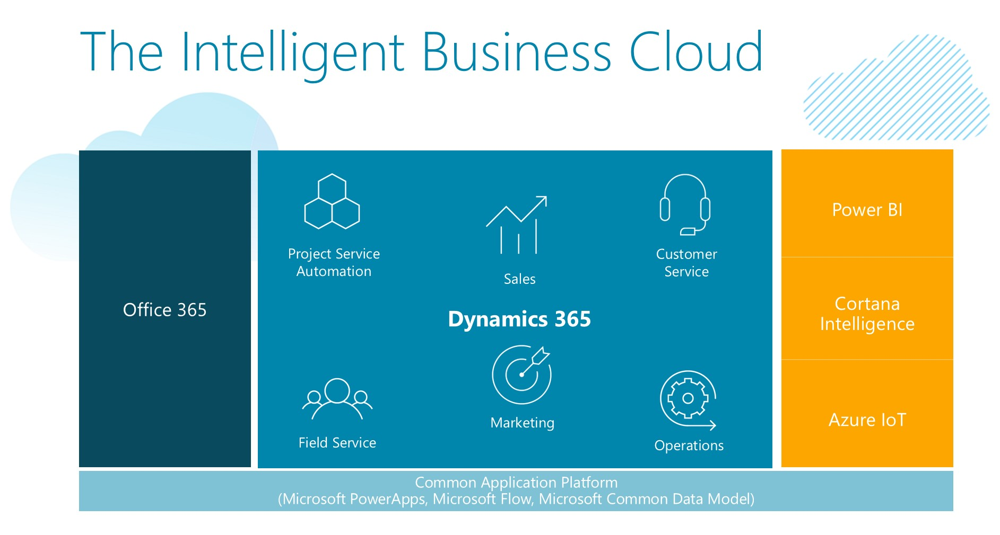 The Intelligent Business Cloud
Office 365
Project Service
Automation
Sales
Customer
Service
Dynamics 365
Field Service
Marketing
Operations
Power BI
Cortana
Intelligence
Azure IoT
Common Application Platform
(Microsoft PowerApps, Microsoft Flow, Microsoft Common Data Model)